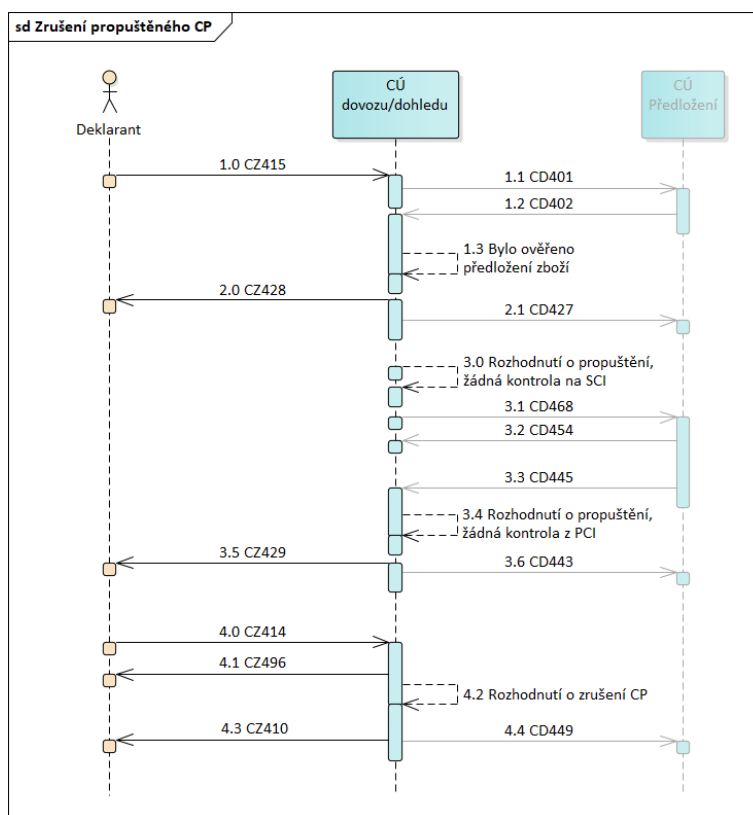 sd Zrušení propuštěného CP
Deklarant
CÚ
dovozu/dohledu
CÚ
Předložení
1.0 CZ415
1.1 CD401
1.2 CD402
1.3 Bylo ověřeno
předložení zboží
2.0 CZ428
2.1 CD427
3.0 Rozhodnutí o propuštění,
žádná kontrola na SCI
3.1 CD468
3.2 CD454
3.3 CD445
3.4 Rozhodnutí o propuštění,
žádná kontrola z PCI
3.5 CZ429
3.6 CD443
4.0 CZ414
4.1 CZ496
4.2 Rozhodnutí o zrušení CP
4.3 CZ410
4.4 CD449